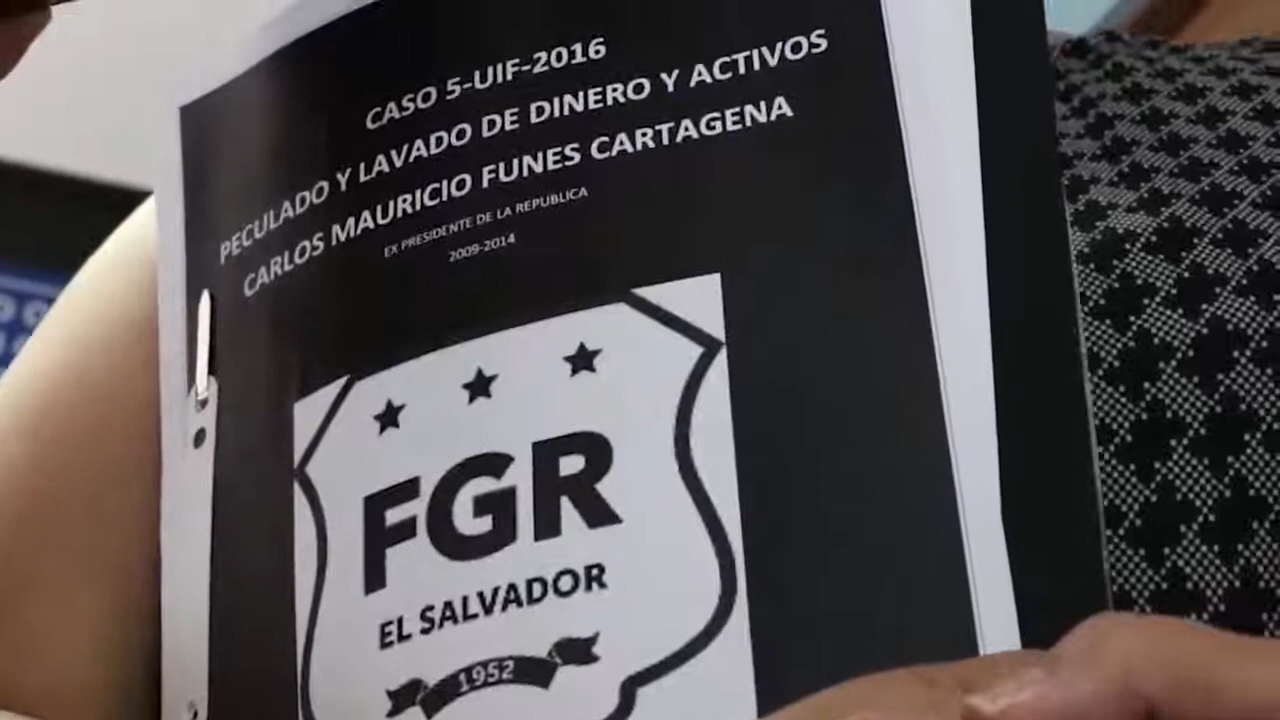 CASO 5-UIF-2016
PECULADO Y LAVADO DE DINERO Y ACTIVOS
CARLOS MAURICIO FUNES CARTAGENA
EX PRESIDENTE DE LA REPUBLICA
2009-2014
FGR
EL SALVADOR
1952